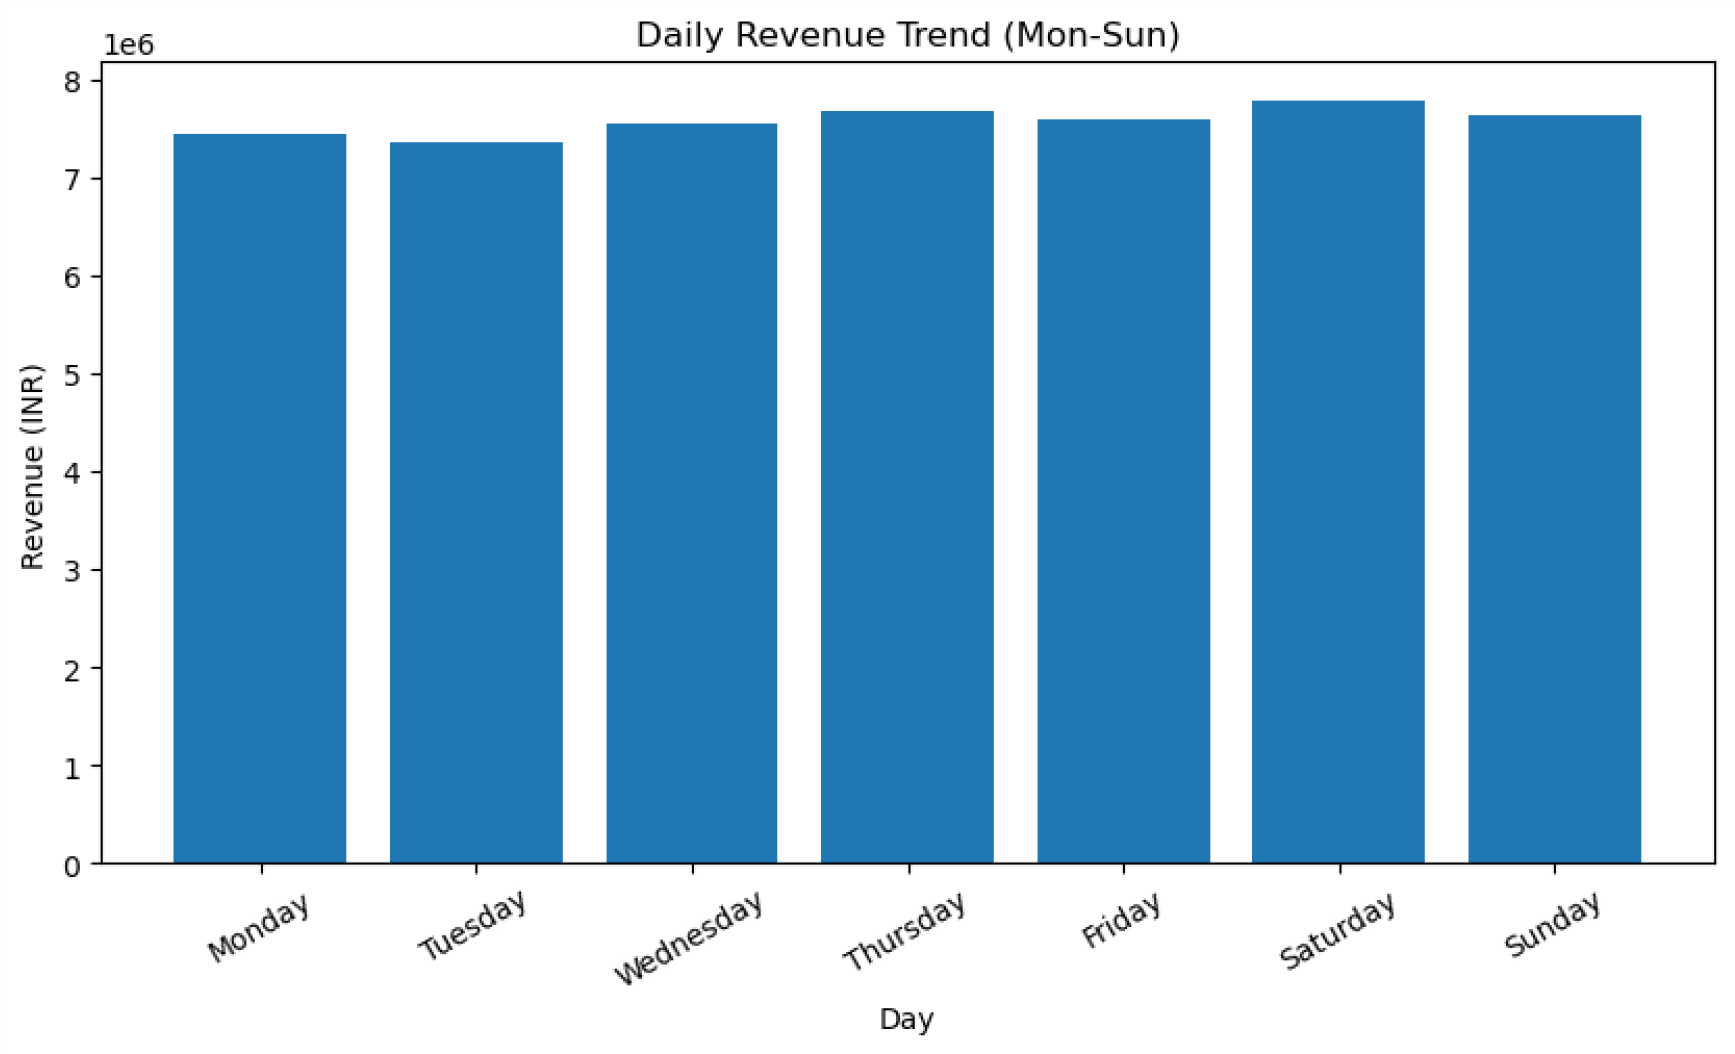 Daily Revenue Trend (Mon-Sun)
1e6
8
7
6
5
4
3
2
1
0
Revenue (INR)
Monday
Tuesday
Wednesday
Thursday
Friday
Saturday
Sunday
Day